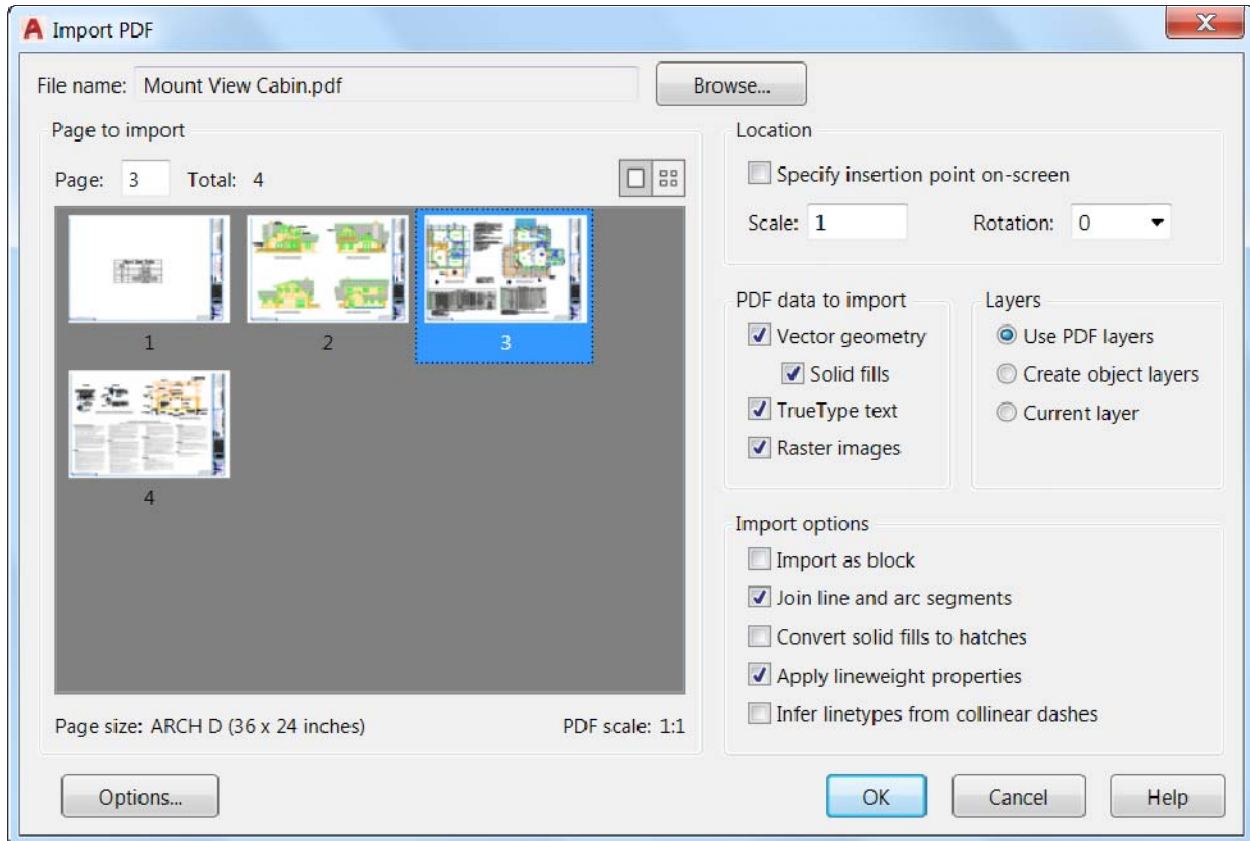 Import PDF
File name: Mount View Cabin.pdf
Browse...
Page to import
Page: 3 Total: 4
1
2
3
4
Page size: ARCH D (36 x 24 inches) PDF scale: 1:1
Location
Specify insertion point on-screen
Scale: 1 Rotation: 0
PDF data to import
Vector geometry
Solid fills
TrueType text
Raster images
Layers
Use PDF layers
Create object layers
Current layer
Import options
Import as block
Join line and arc segments
Convert solid fills to hatches
Apply lineweight properties
Infer linetypes from collinear dashes
Options...
OK
Cancel
Help